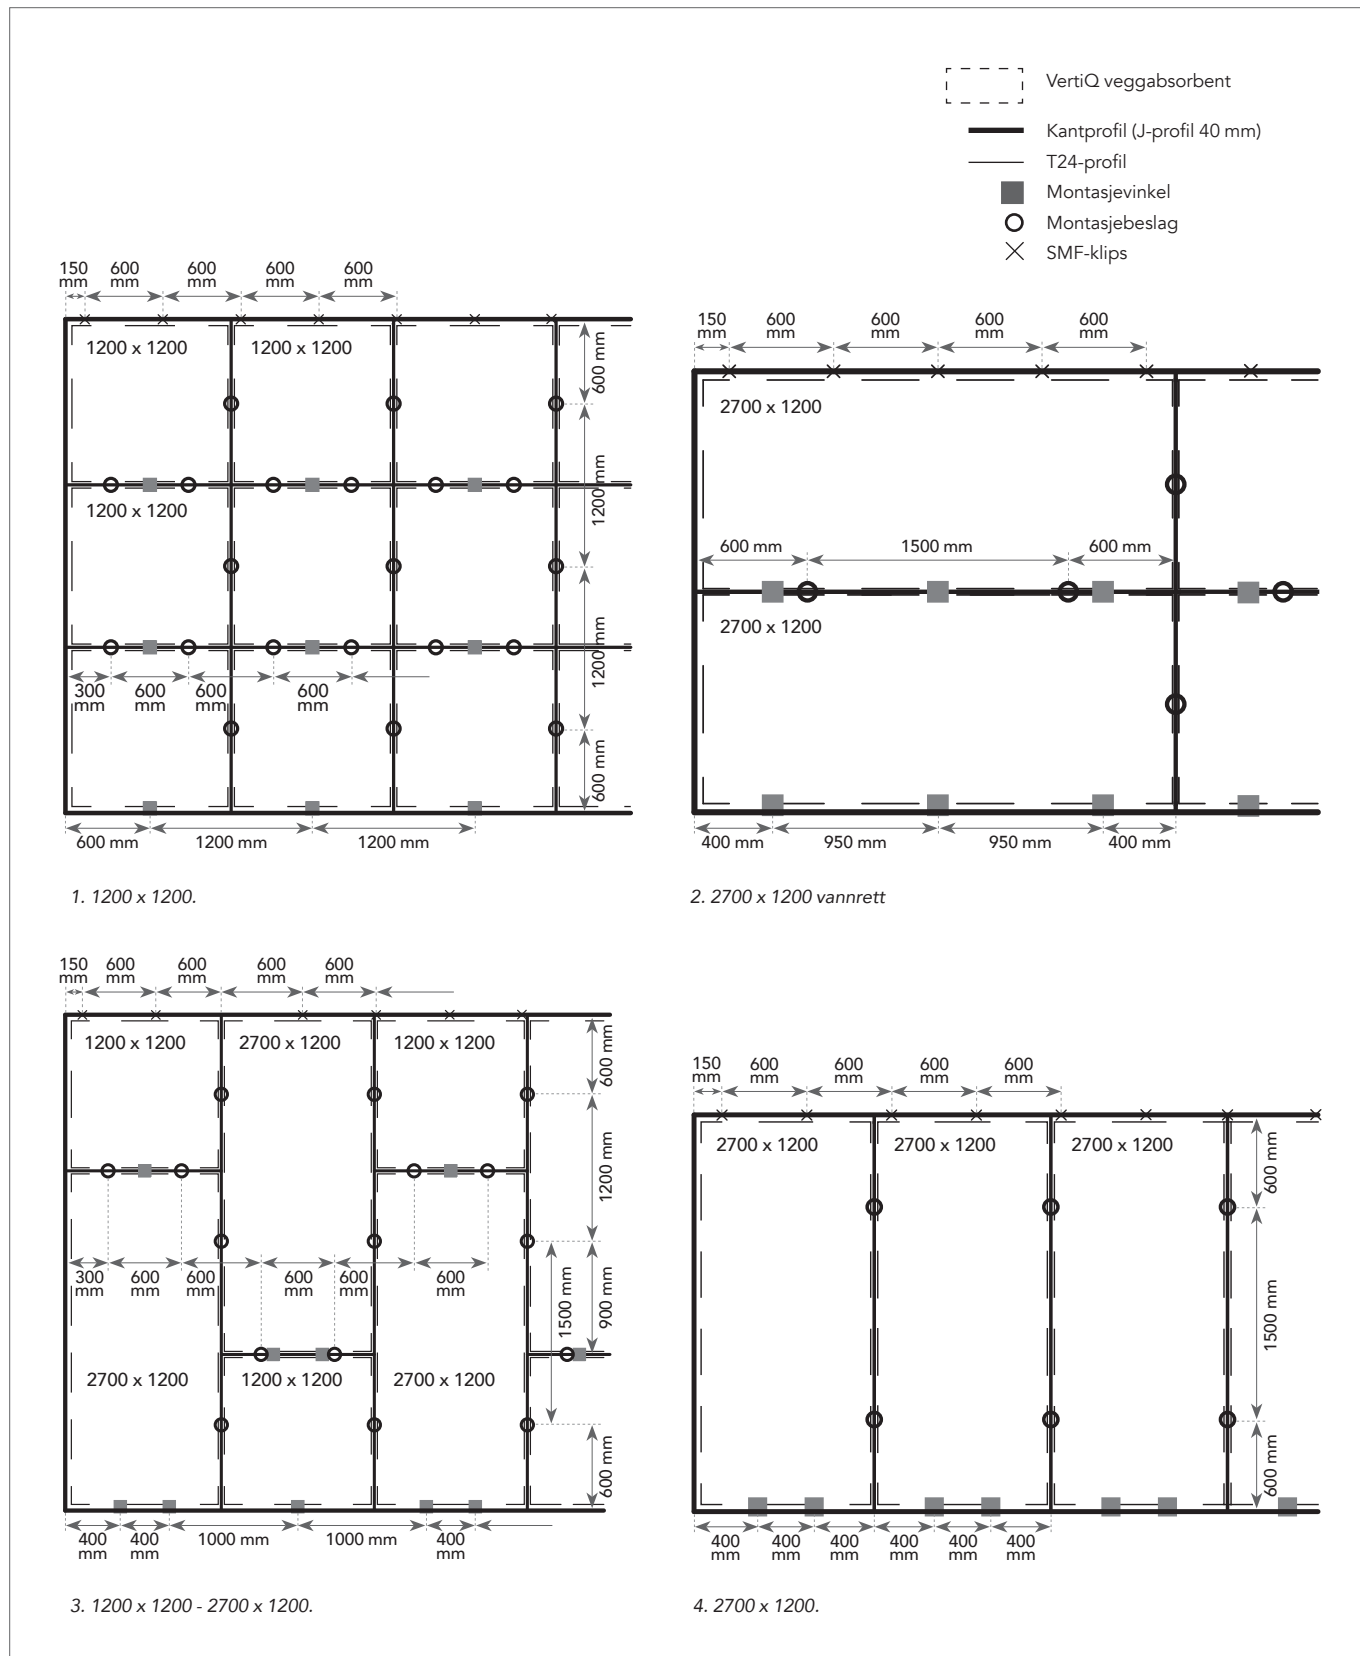 VertiQ veggabsorbent
Kantprofil (J-profil 40 mm)
T24-profil
Montasjevinkel
Montasjebeslag
SMF-klips
150
mm
600
mm
600
mm
600
mm
600
mm
1200 x 1200
1200 x 1200
600 mm
1200 mm
1200 x 1200
1200 mm
300
mm
600
mm
600
mm
600
mm
600 mm
600 mm
1200 mm
1200 mm
1. 1200 x 1200.
150
mm
600
mm
600
mm
600
mm
600
mm
2700 x 1200
600 mm
1500 mm
600 mm
2700 x 1200
400 mm
950 mm
950 mm
400 mm
2. 2700 x 1200 vannrett
150
mm
600
mm
600
mm
600
mm
600
mm
1200 x 1200
2700 x 1200
1200 x 1200
600 mm
1200 mm
300
mm
600
mm
600
mm
600
mm
600
mm
600
mm
1500 mm
900 mm
2700 x 1200
1200 x 1200
2700 x 1200
600 mm
400
mm
400
mm
1000 mm
1000 mm
400
mm
3. 1200 x 1200 - 2700 x 1200.
150
mm
600
mm
600
mm
600
mm
600
mm
2700 x 1200
2700 x 1200
2700 x 1200
600 mm
1500 mm
600 mm
400
mm
400
mm
400
mm
400
mm
400
mm
400
mm
4. 2700 x 1200.